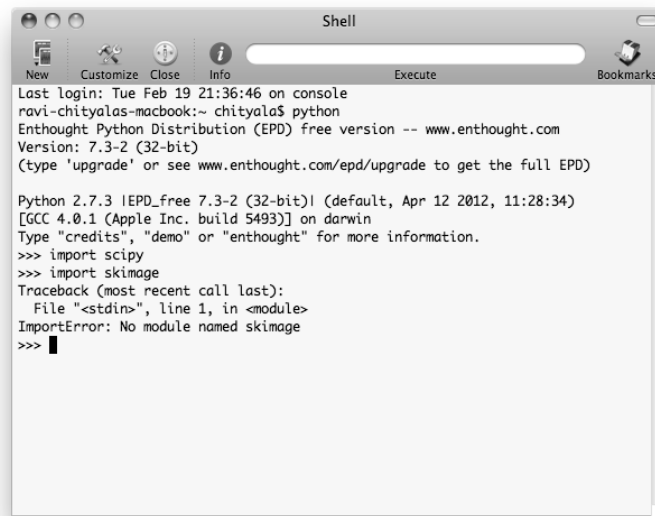 Shell
New Customize Close Info Execute Bookmarks
Last login: Tue Feb 19 21:36:46 on console
ravi-chityalas-macbook:~ chityala$ python
Enthought Python Distribution (EPD) free version -- www.enthought.com
Version: 7.3-2 (32-bit)
(type 'upgrade' or see www.enthought.com/epd/upgrade to get the full EPD)
Python 2.7.3 |EPD_free 7.3-2 (32-bit)| (default, Apr 12 2012, 11:28:34)
[GCC 4.0.1 (Apple Inc. build 5493)] on darwin
Type "credits", "demo" or "enthought" for more information.
>>> import scipy
>>> import skimage
Traceback (most recent call last):
  File "<stdin>", line 1, in <module>
ImportError: No module named skimage
>>>